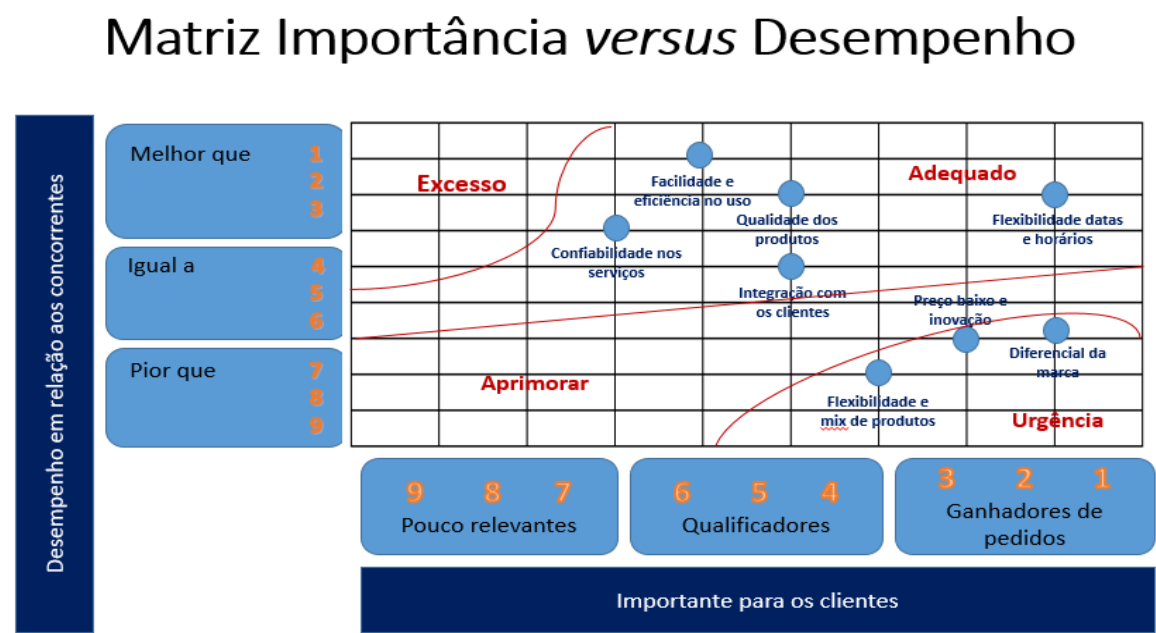 Matriz Importância versus Desempenho
Desempenho em relação aos concorrentes
Melhor que 1
2
3
Igual a 4
5
6
Pior que 7
8
9
Excesso
Adequado
Facilidade e
eficiência no uso
Qualidade dos
produtos
Flexibilidade datas
e horários
Confiabilidade nos
serviços
Integração com
os clientes
Preço baixo e
inovação
Diferencial da
marca
Aprimorar
Flexibilidade e
mix de produtos
Urgência
9 8 7
Pouco relevantes
6 5 4
Qualificadores
3 2 1
Ganhadores de
pedidos
Importante para os clientes